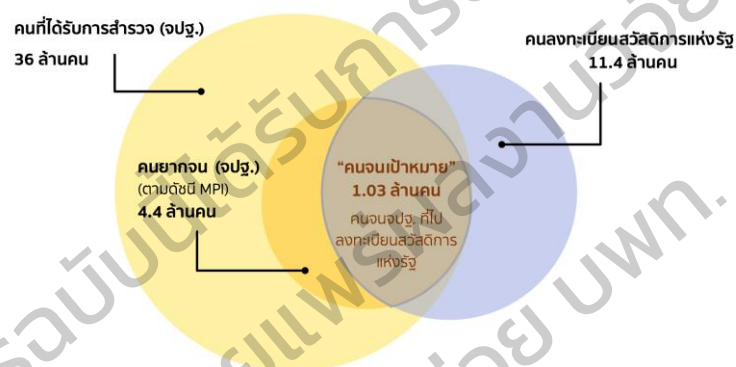 คนที่ได้รับการสำรวจ (จปฐ.)
36 ล้านคน
คนลงทะเบียนสวัสดิการแห่งรัฐ
11.4 ล้านคน
คนยากจน (จปฐ.)
(ตามดัชนี MPI)
4.4 ล้านคน
“คนจนเป้าหมาย”
1.03 ล้านคน
คนจนจปฐ. ที่ไป
ลงทะเบียนสวัสดิการ
แห่งรัฐ